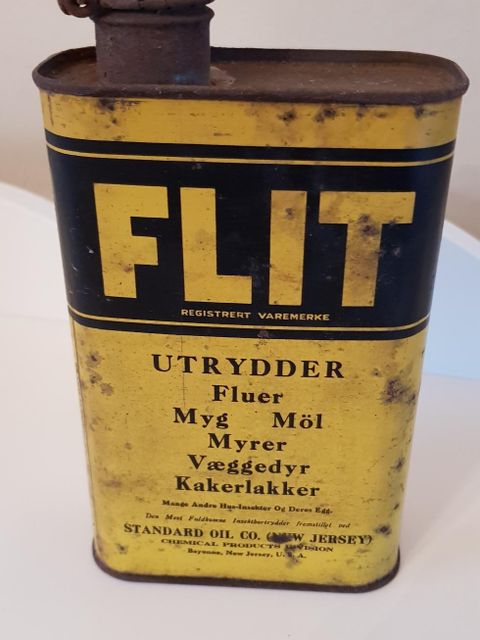 FLIT
REGISTRERT VAREMERKE
UTRYDDER
Fluer
Myg Möl
Myrer
Væggedyr
Kakerlakker
Mange Andre Hus-Insekter Og Deres Egg.
Den Mest Fuldkomne Insektbortrydder fremstillet ved
STANDARD OIL CO. (NEW JERSEY)
CHEMICAL PRODUCTS DIVISION
Bayonne, New Jersey, U. S. A.